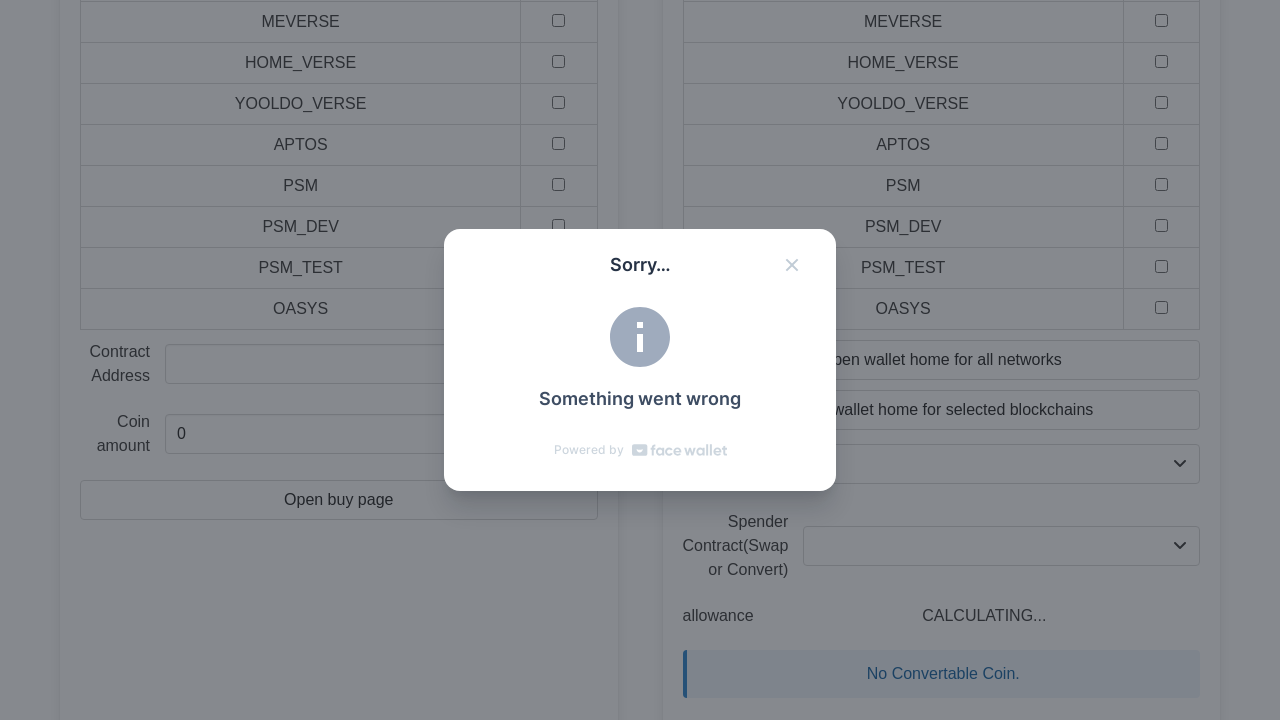 MEVERSE
HOME_VERSE
YOOLDO_VERSE
APTOS
PSM
PSM_DEV
PSM_TEST
OASYS
Contract
Address
Coin
amount
0
Open buy page
Sorry...
Something went wrong
Powered by face wallet
MEVERSE
HOME_VERSE
YOOLDO_VERSE
APTOS
PSM
PSM_DEV
PSM_TEST
OASYS
pen wallet home for all networks
wallet home for selected blockchains
Spender
Contract(Swap
or Convert)
allowance
CALCULATING...
No Convertable Coin.